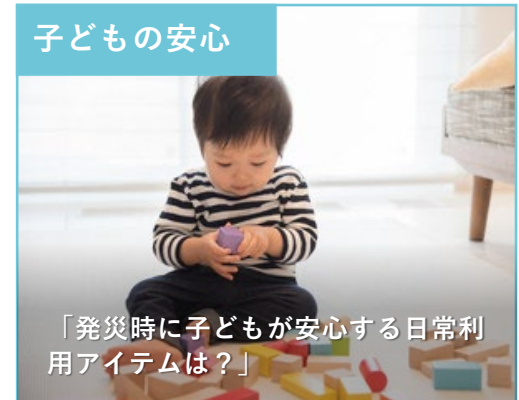 子どもの安心
「発災時に子どもが安心する日常利
用アイテムは？」